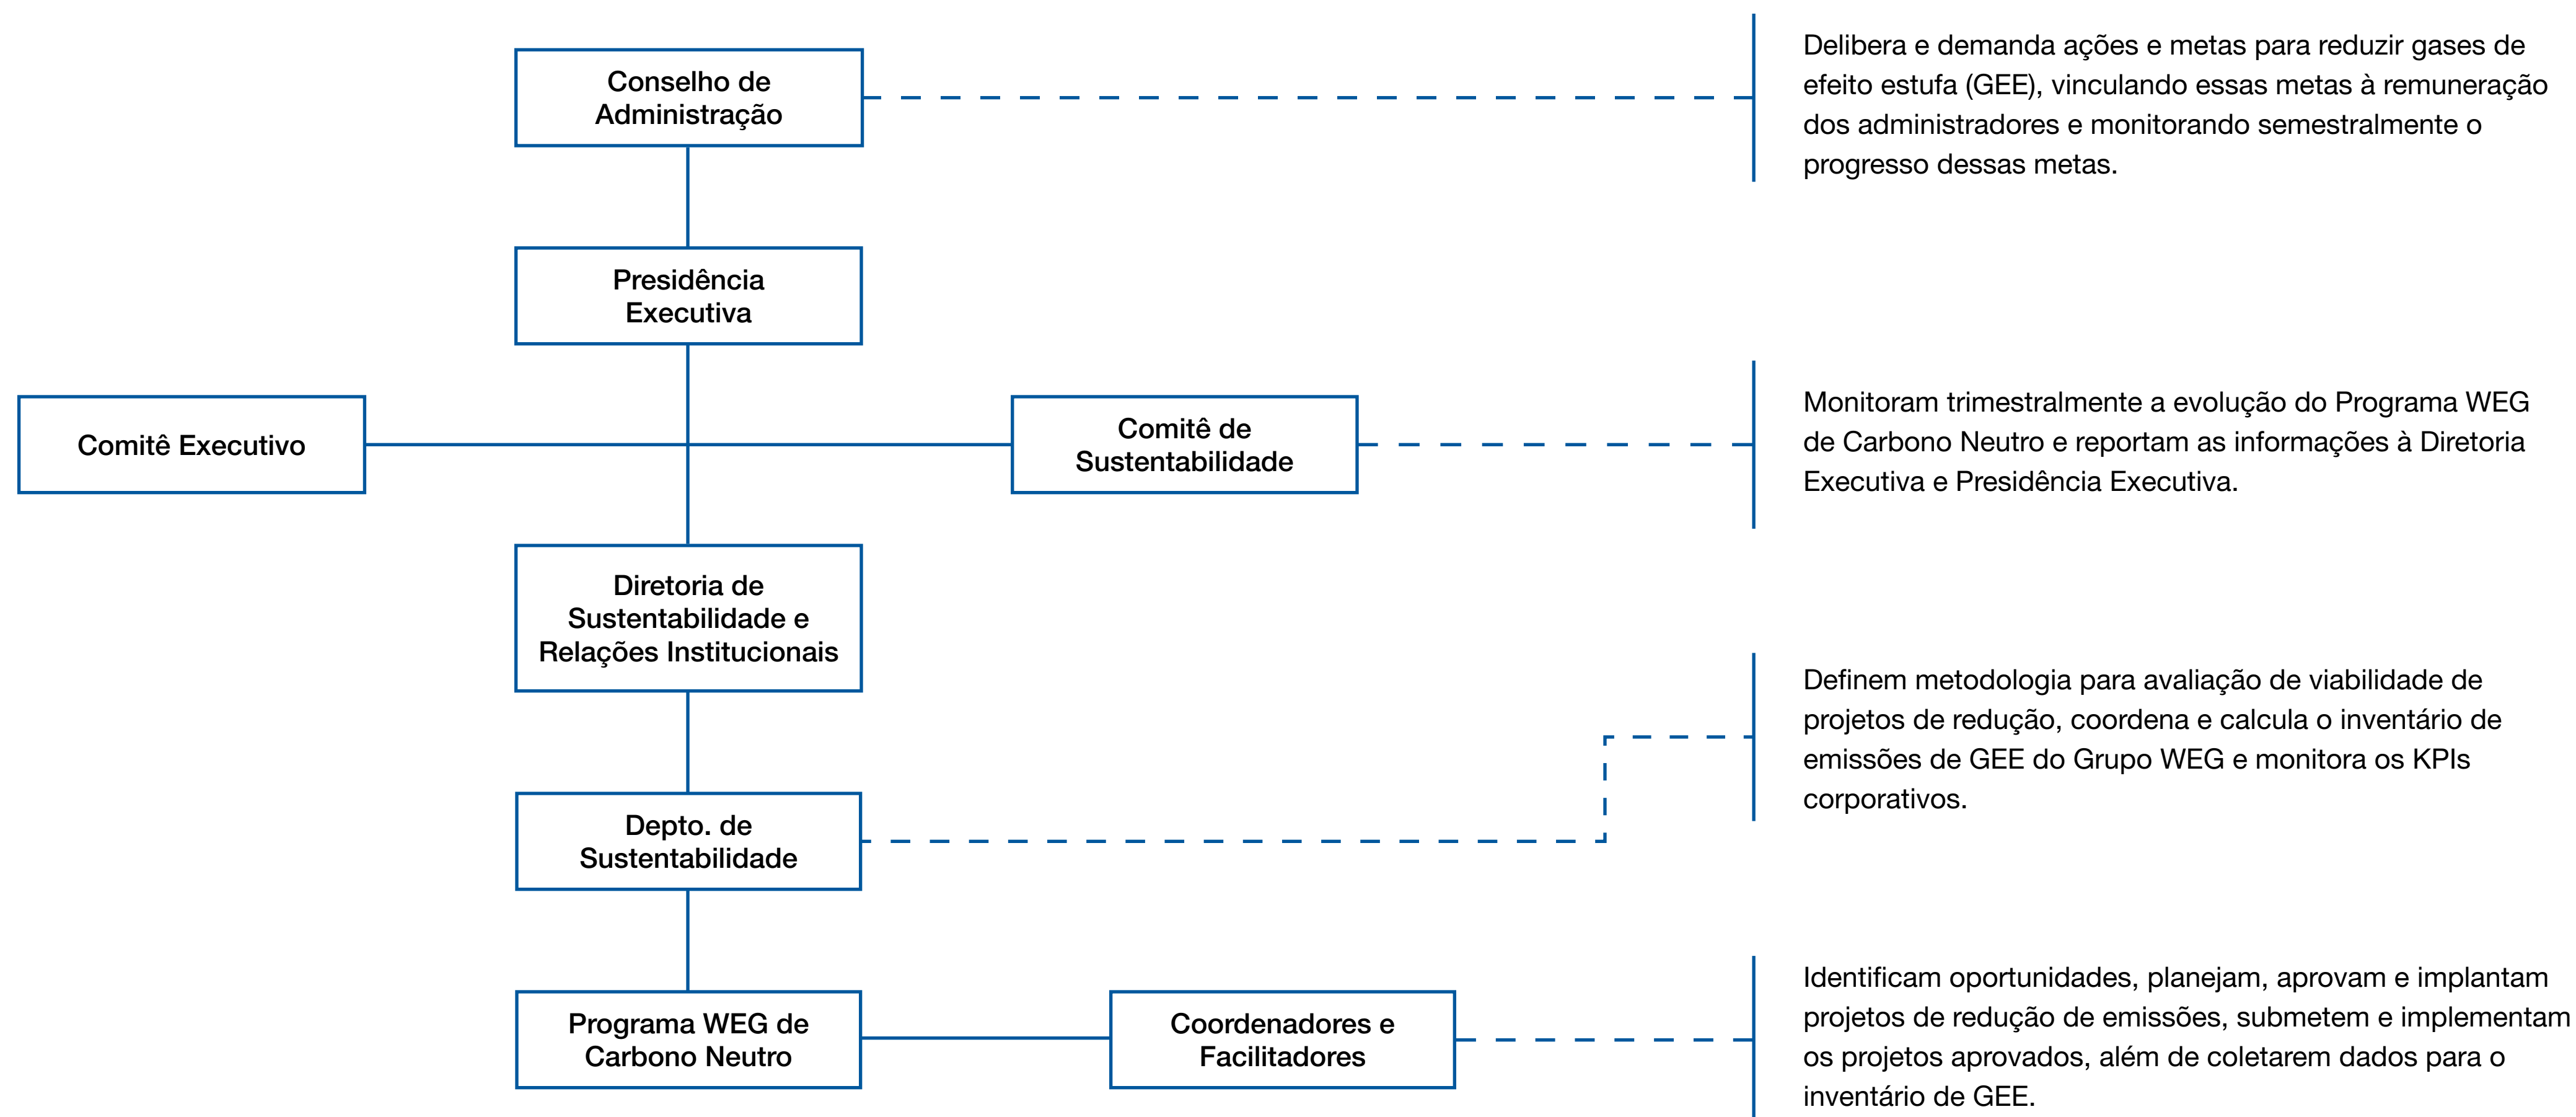 Conselho de
Administração
Delibera e demanda ações e metas para reduzir gases de
efeito estufa (GEE), vinculando essas metas à remuneração
dos administradores e monitorando semestralmente o
progresso dessas metas.
Presidência
Executiva
Comitê Executivo
Comitê de
Sustentabilidade
Monitoram trimestralmente a evolução do Programa WEG
de Carbono Neutro e reportam as informações à Diretoria
Executiva e Presidência Executiva.
Diretoria de
Sustentabilidade e
Relações Institucionais
Depto. de
Sustentabilidade
Definem metodologia para avaliação de viabilidade de
projetos de redução, coordena e calcula o inventário de
emissões de GEE do Grupo WEG e monitora os KPIs
corporativos.
Programa WEG de
Carbono Neutro
Coordenadores e
Facilitadores
Identificam oportunidades, planejam, aprovam e implantam
projetos de redução de emissões, submetem e implementam
os projetos aprovados, além de coletarem dados para o
inventário de GEE.